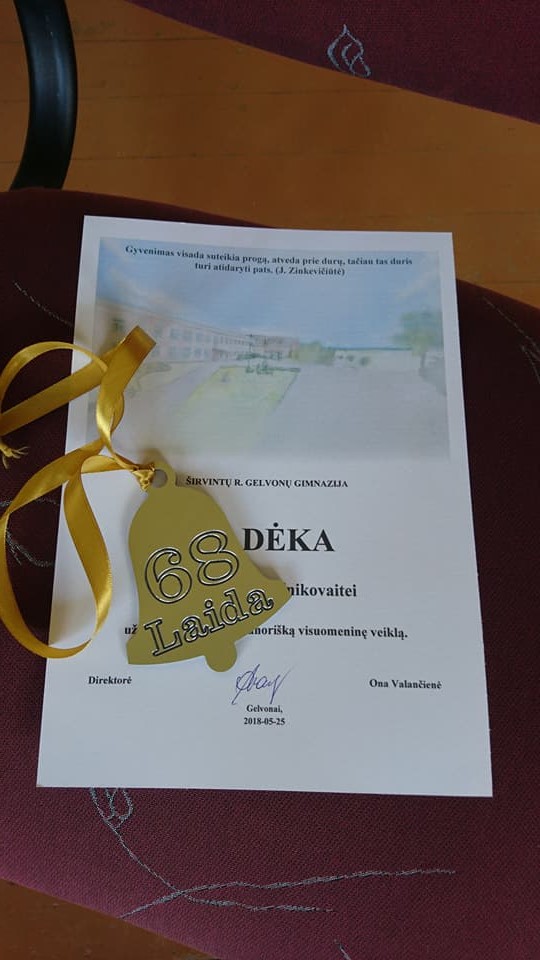 Gyvenimas visada suteikia progą, atveda prie durų, tačiau tas duris
turi atidaryti pats. (J. Zinkevičiūtė)
ŠIRVINTŲ R. GELVONŲ GIMNAZIJA
DĖKA
nikovaitei
už norišką visuomeninę veiklą.
68
Laida
Direktorė Ona Valančienė
Gelvonai,
2018-05-25